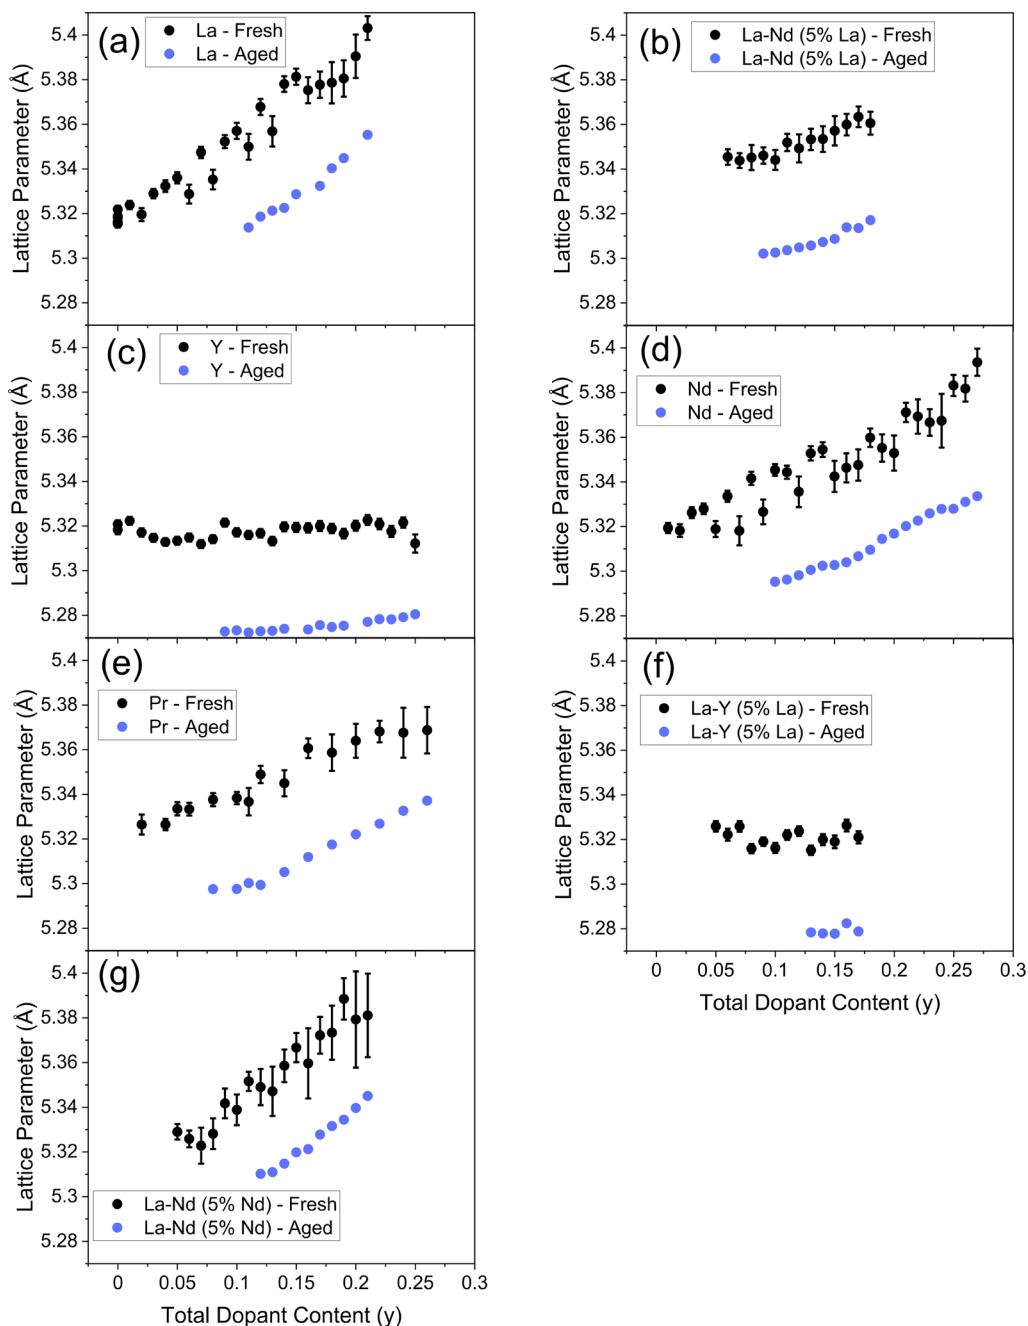 (a)
La - Fresh
La - Aged
5.4
5.38
5.36
5.34
5.32
5.3
5.28
Lattice Parameter (Å)
(b)
La-Nd (5% La) - Fresh
La-Nd (5% La) - Aged
5.4
5.38
5.36
5.34
5.32
5.3
5.28
Lattice Parameter (Å)
(c)
Y - Fresh
Y - Aged
5.4
5.38
5.36
5.34
5.32
5.3
5.28
Lattice Parameter (Å)
(d)
Nd - Fresh
Nd - Aged
5.4
5.38
5.36
5.34
5.32
5.3
5.28
Lattice Parameter (Å)
(e)
Pr - Fresh
Pr - Aged
5.4
5.38
5.36
5.34
5.32
5.3
5.28
Lattice Parameter (Å)
(f)
La-Y (5% La) - Fresh
La-Y (5% La) - Aged
5.4
5.38
5.36
5.34
5.32
5.3
5.28
Lattice Parameter (Å)
0 0.05 0.1 0.15 0.2 0.25 0.3
Total Dopant Content (y)
(g)
La-Nd (5% Nd) - Fresh
La-Nd (5% Nd) - Aged
5.4
5.38
5.36
5.34
5.32
5.3
5.28
Lattice Parameter (Å)
0 0.05 0.1 0.15 0.2 0.25 0.3
Total Dopant Content (y)